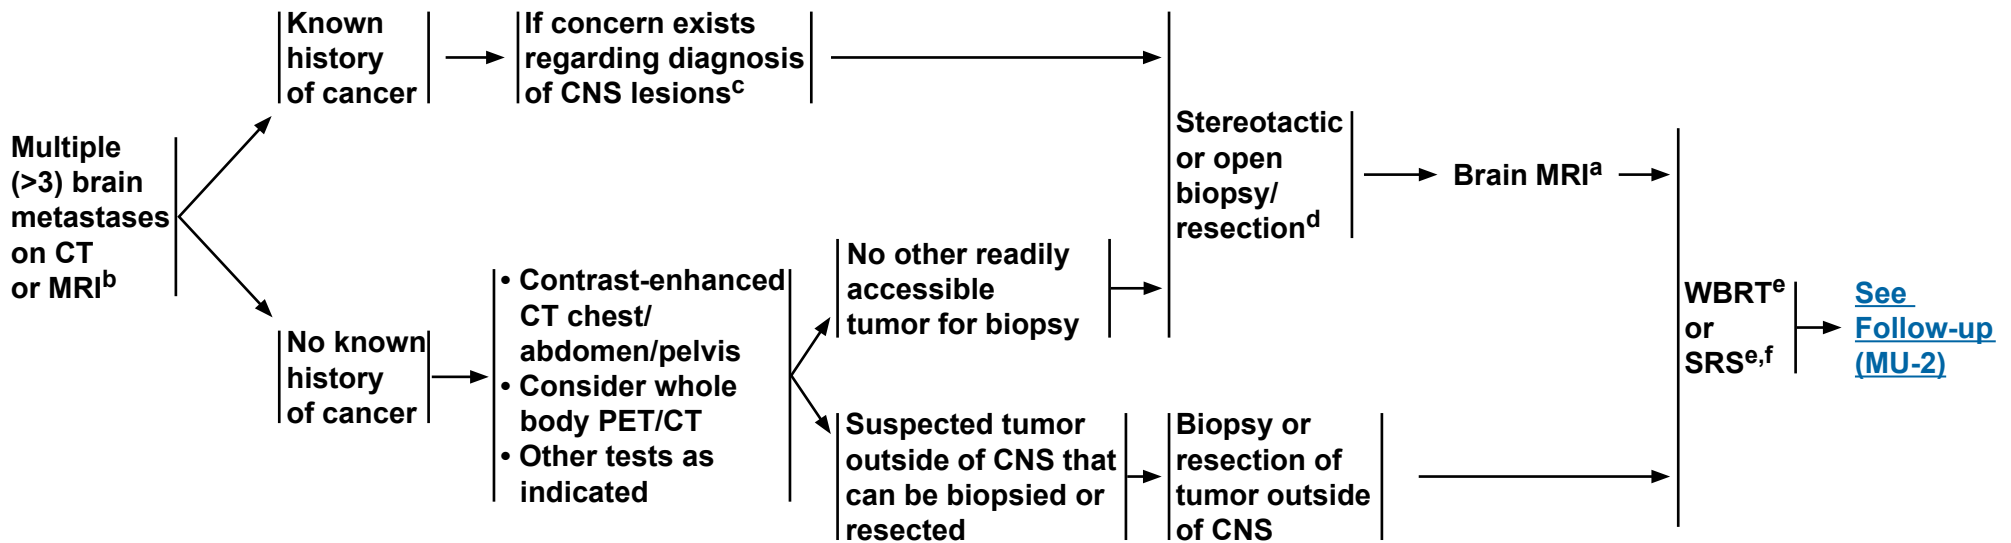 Multiple
(>3) brain
metastases
on CT
or MRIb
Known
history
of cancer
If concern exists
regarding diagnosis
of CNS lesionsc
No known
history
of cancer
• Contrast-enhanced
CT chest/
abdomen/pelvis
• Consider whole
body PET/CT
• Other tests as
indicated
No other readily
accessible
tumor for biopsy
Suspected tumor
outside of CNS that
can be biopsied or
resected
Stereotactic
or open
biopsy/
resectiond
Biopsy or
resection of
tumor outside
of CNS
Brain MRIa
WBRTe
or
SRSe,f
See
Follow-up
(MU-2)